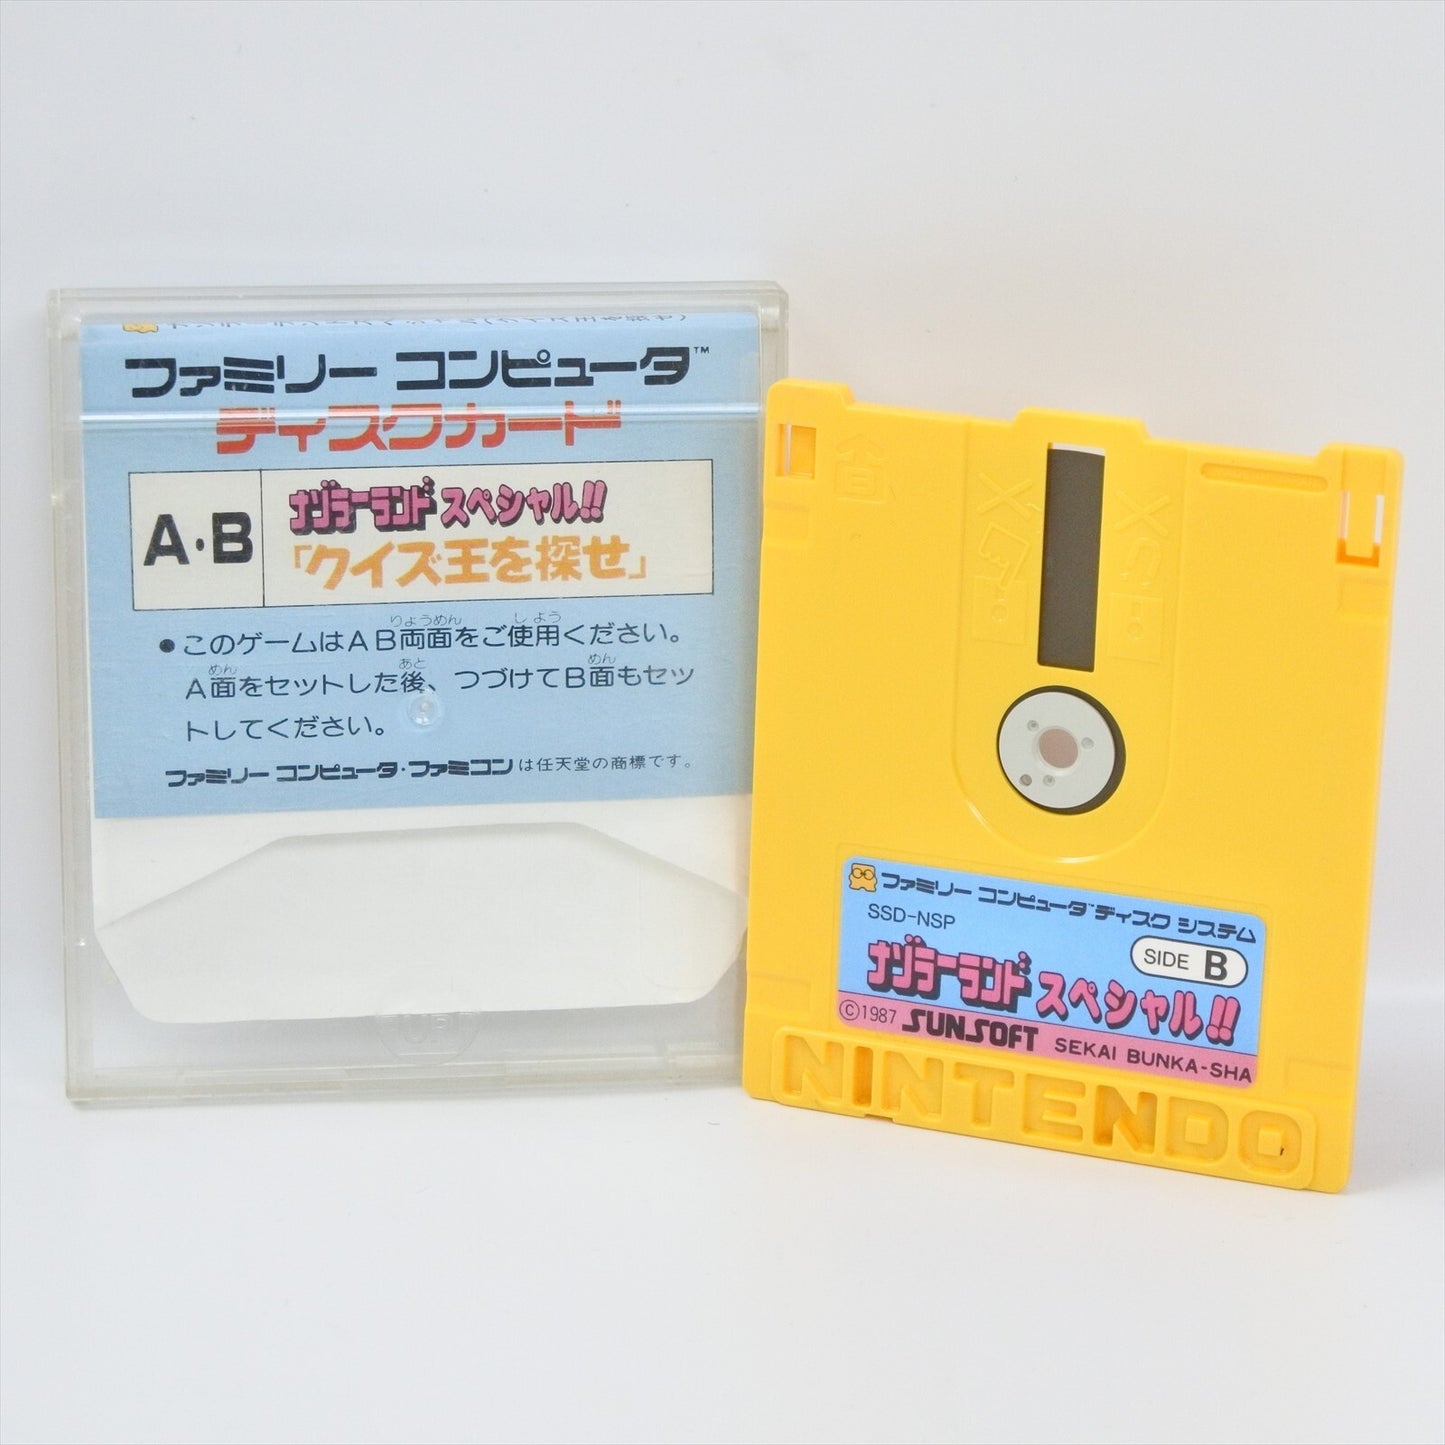 ファミリー コンピュータ™
ディスクカード
A・B
ナゾラーランド スペシャル!!
「クイズ王を探せ」
りょうめん しよう
●このゲームはAB両面をご使用ください。
めん あと めん
A面をセットした後、つづけてB面もセッ
トしてください。
ファミリー コンピュータ・ファミコンは任天堂の商標です。
ファミリー コンピュータ™ ディスク システム
SSD-NSP
SIDE B
ナゾラーランド スペシャル!!
©1987 SUNSOFT SEKAI BUNKA-SHA
NINTENDO